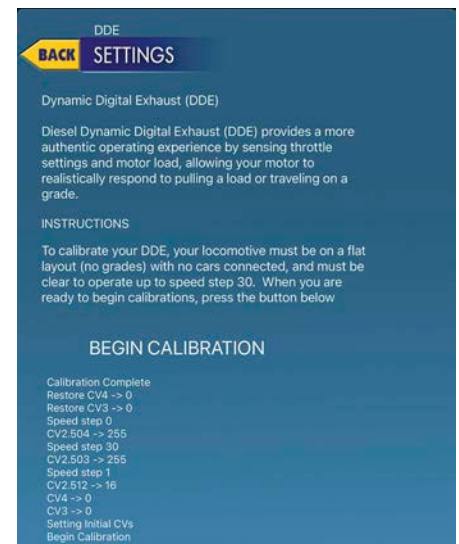 DDE
BACK SETTINGS
Dynamic Digital Exhaust (DDE)
Diesel Dynamic Digital Exhaust (DDE) provides a more
authentic operating experience by sensing throttle
settings and motor load, allowing your motor to
realistically respond to pulling a load or traveling on a
grade.
INSTRUCTIONS
To calibrate your DDE, your locomotive must be on a flat
layout (no grades) with no cars connected, and must be
clear to operate up to speed step 30. When you are
ready to begin calibrations, press the button below
BEGIN CALIBRATION
Calibration Complete
Restore CV4 -> 0
Restore CV3 -> 0
Speed step 0
CV2.504 -> 255
Speed step 30
CV2.503 -> 255
Speed step 1
CV2.512 -> 16
CV4 -> 0
CV3 -> 0
Setting Initial CVs
Begin Calibration